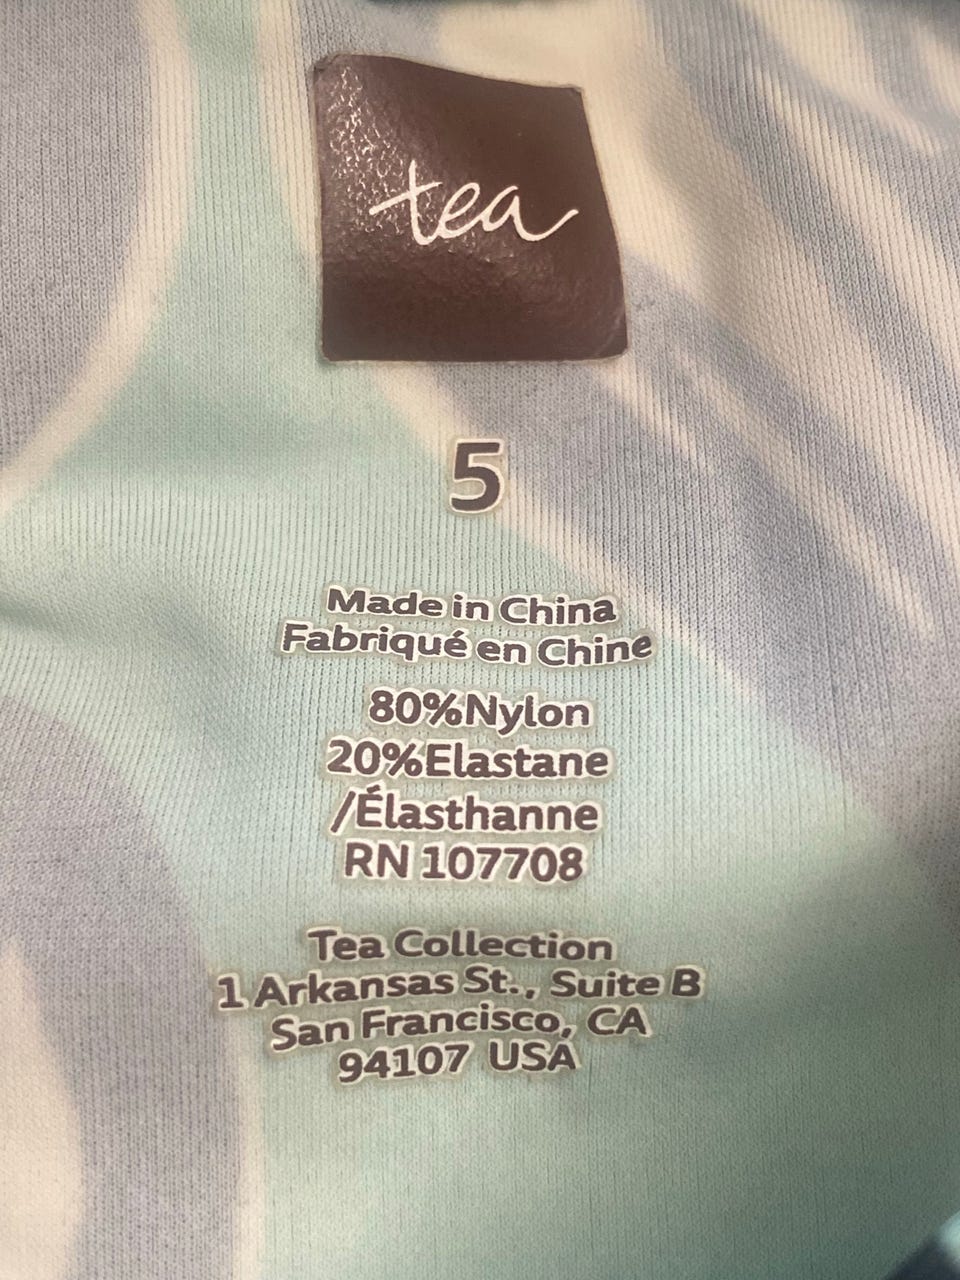 tea
5
Made in China
Fabriqué en Chine
80%Nylon
20%Elastane
/Élasthanne
RN 107708
Tea Collection
1 Arkansas St., Suite B
San Francisco, CA
94107 USA